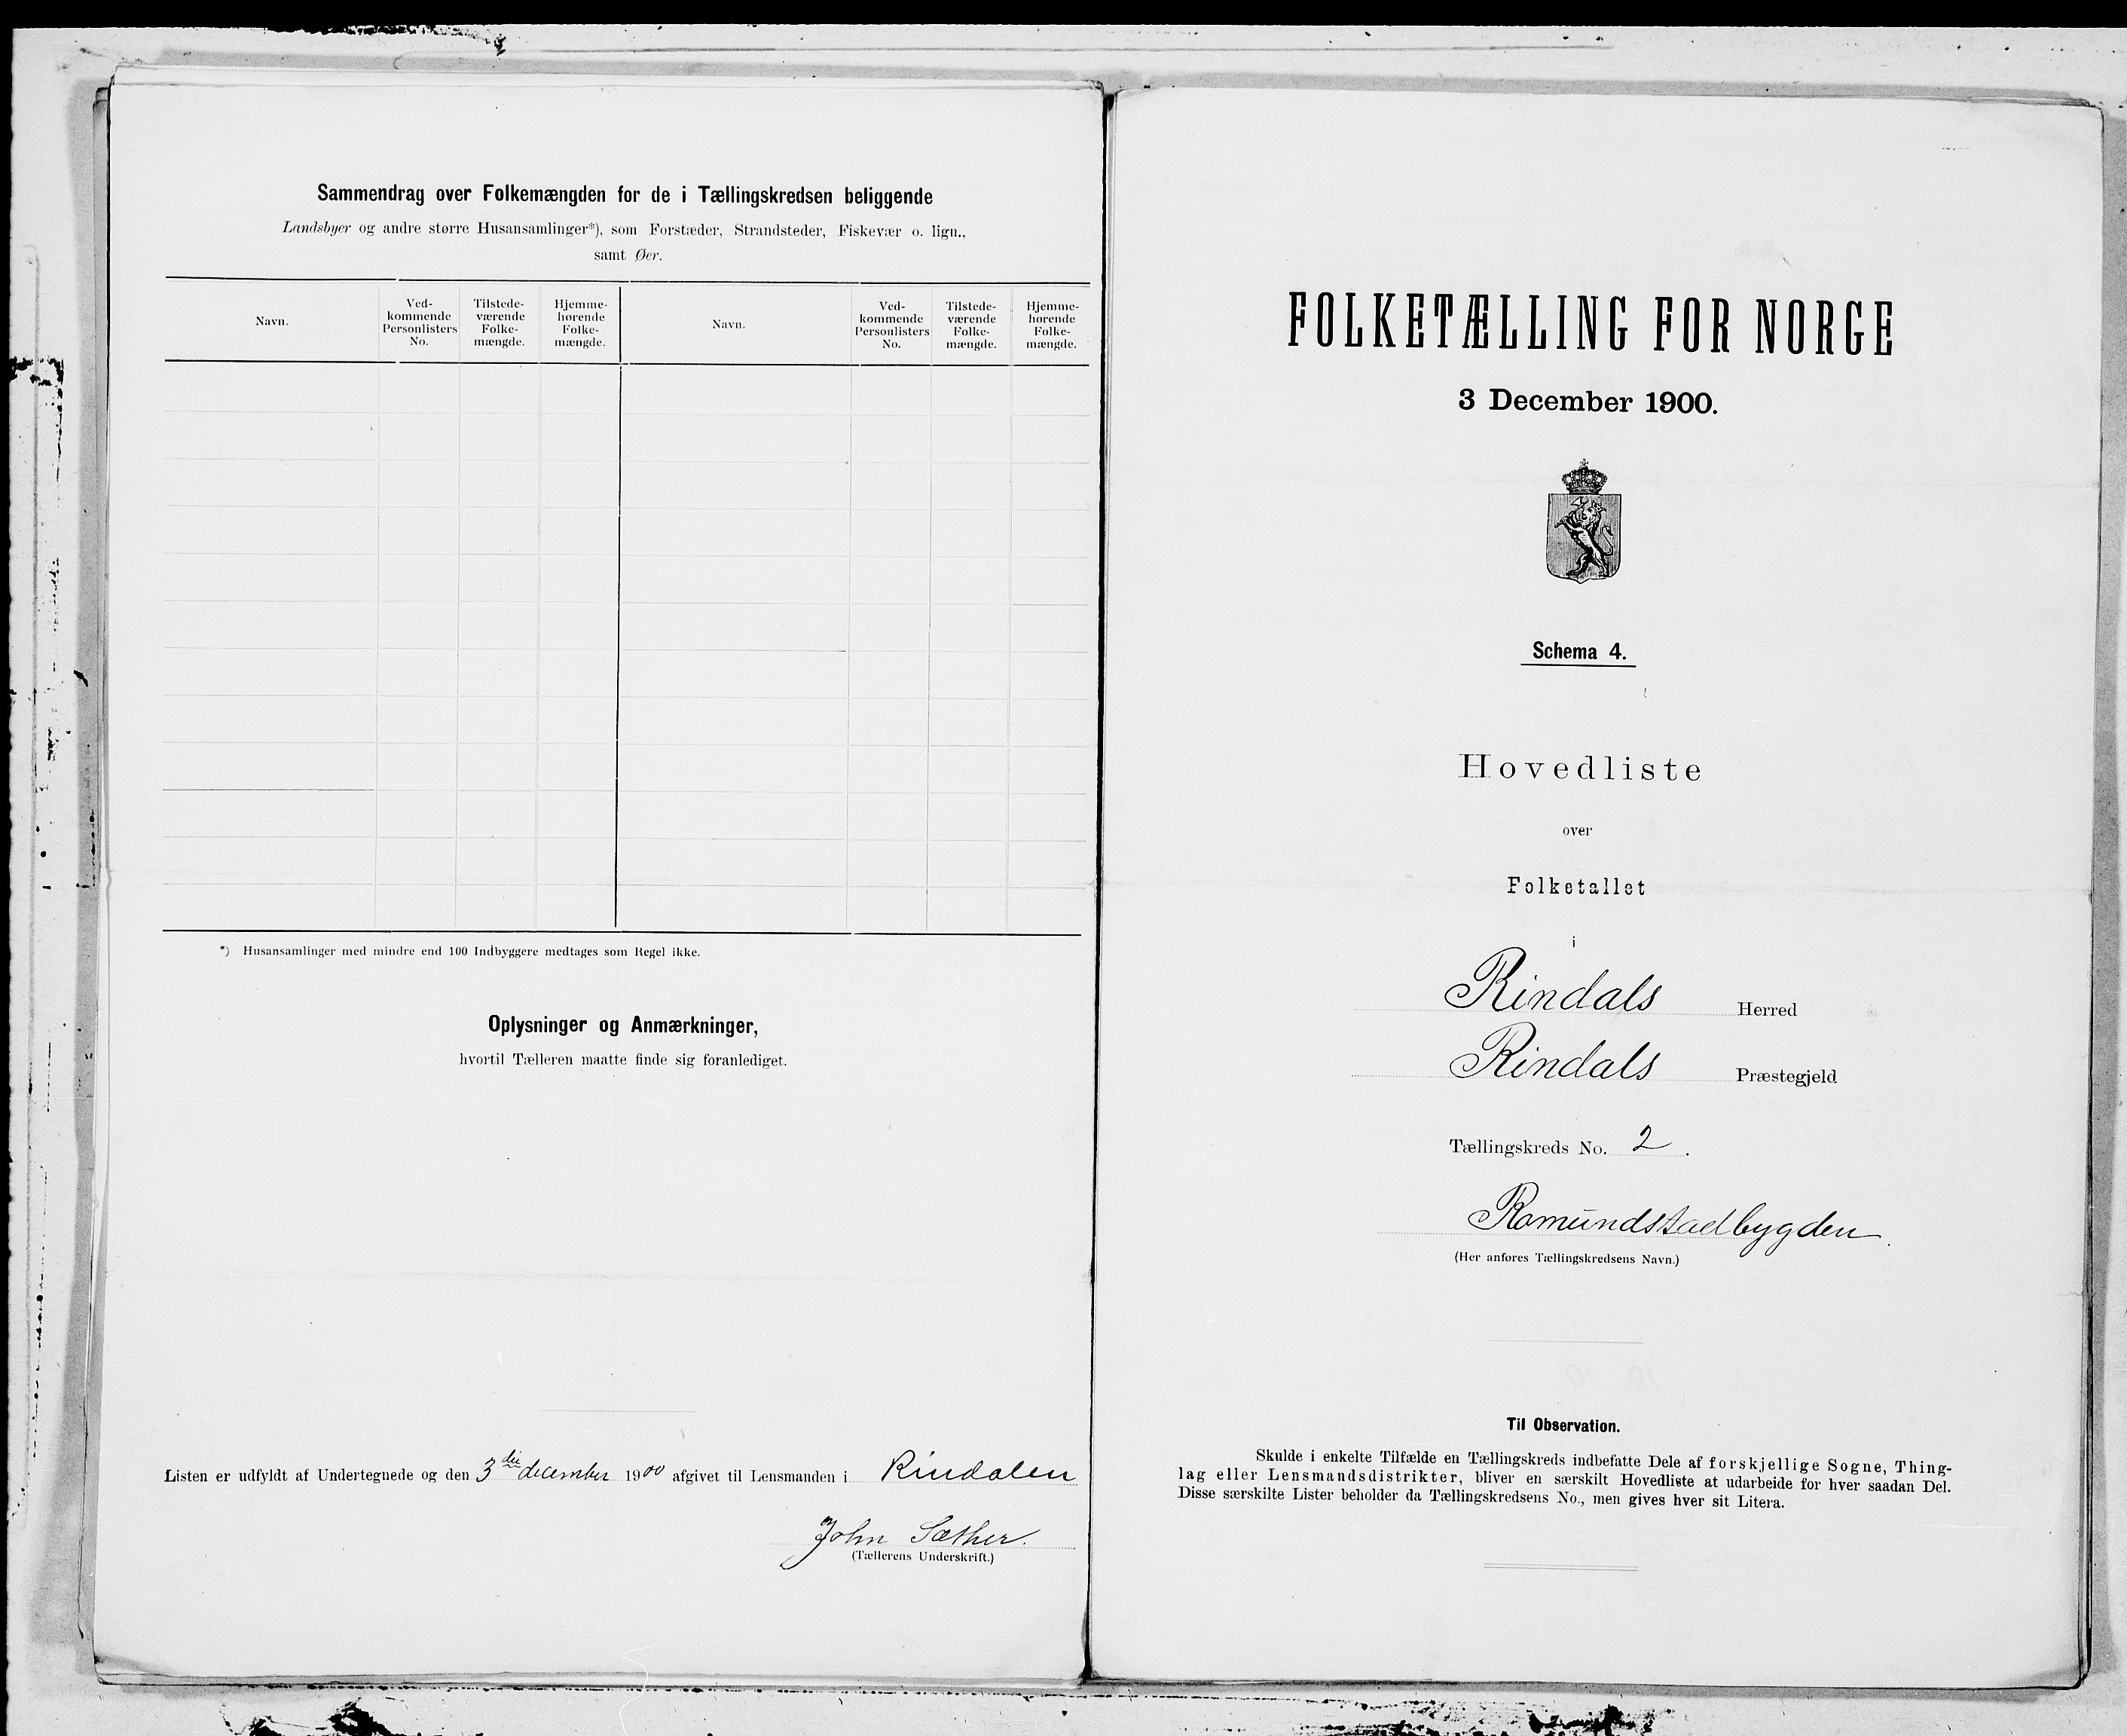 Sammendrag over Folkemængden for de i Tællingskredsen beliggende
Landsbyer og andre større Husansamlinger*), som Forstæder, Strandsteder, Fiskevær o. lign.,
samt Øer.
Navn.
Ved-
kommende
Personlisters
No.
Tilstede-
værende
Folke-
mængde.
Hjemme-
hørende
Folke-
mængde.
Navn.
Ved-
kommende
Personlisters
No.
Tilstede-
værende
Folke-
mængde.
Hjemme-
hørende
Folke-
mængde.
*) Husansamlinger med mindre end 100 Indbyggere medtages som Regel ikke.
Oplysninger og Anmærkninger,
hvortil Tælleren maatte finde sig foranlediget.
Listen er udfyldt af Undertegnede og den 3die december 1900 afgivet til Lensmanden i Rindalen
John Sæther.
(Tællerens Underskrift.)
FOLKETÆLLING FOR NORGE
3 December 1900.
Schema 4.
Hovedliste
over
Folketallet
i
Rindals Herred
Rindals Præstegjeld
Tællingskreds No. 2.
Romundstadbygden.
(Her anføres Tællingskredsens Navn.)
Til Observation.
Skulde i enkelte Tilfælde en Tællingskreds indbefatte Dele af forskjellige Sogne, Thing-
lag eller Lensmandsdistrikter, bliver en særskilt Hovedliste at udarbeide for hver saadan Del.
Disse særskilte Lister beholder da Tællingskredsens No., men gives hver sit Litera.